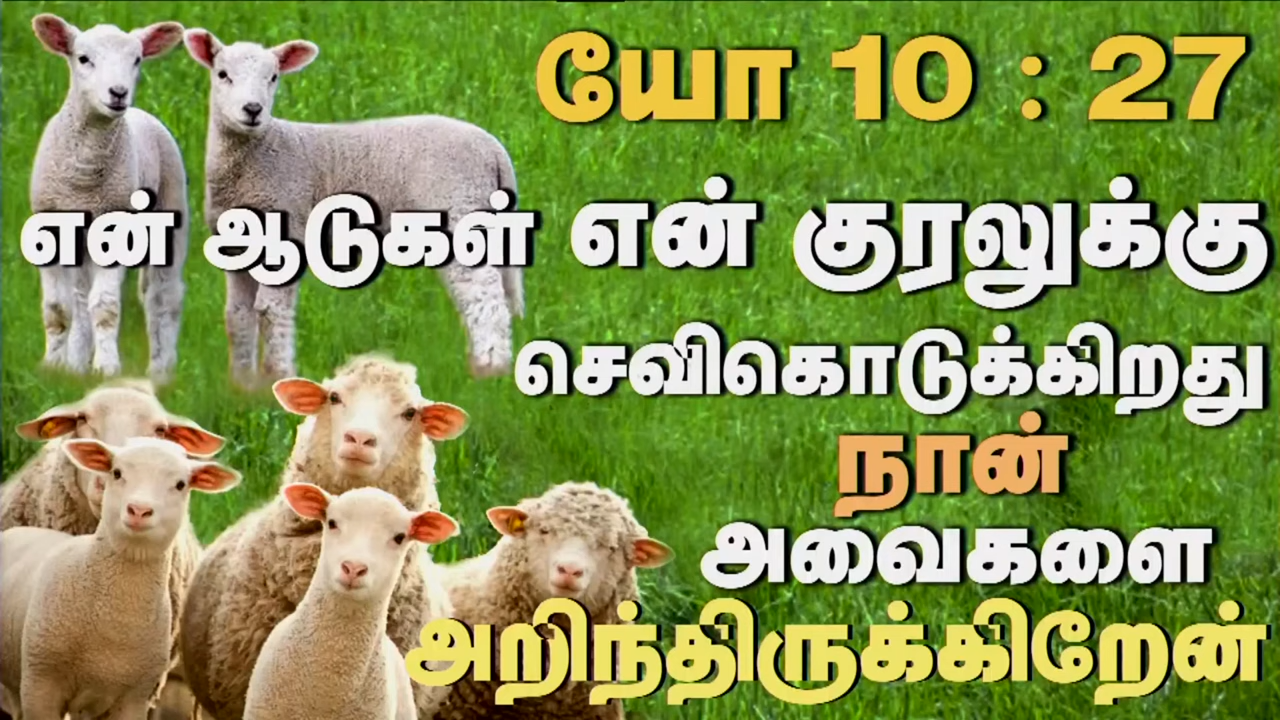 யோ 10 : 27
என் ஆடுகள் என் குரலுக்கு
செவிகொடுக்கிறது
நான்
அவைகளை
அறிந்திருக்கிறேன்